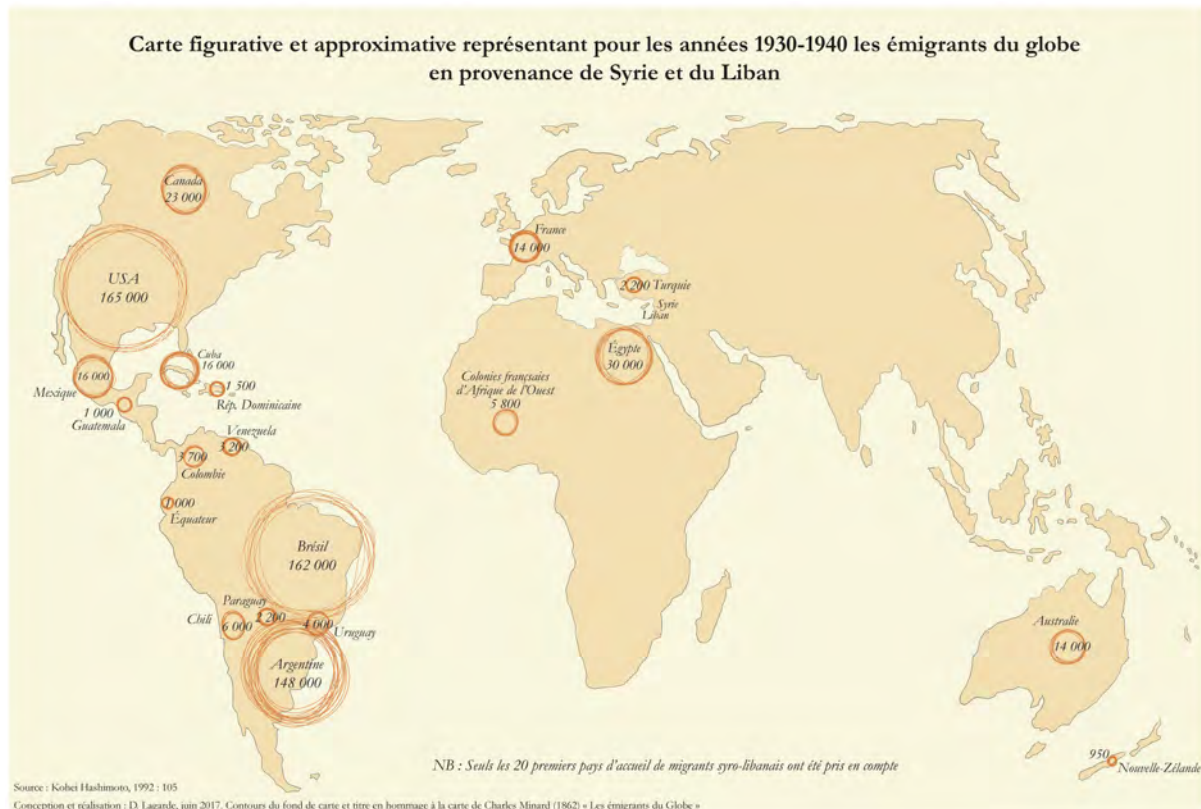 Carte figurative et approximative représentant pour les années 1930-1940 les émigrants du globe
en provenance de Syrie et du Liban
Canada
23 000
USA
165 000
France
14 000
2 200 Turquie
Syrie
Liban
Égypte
30 000
Cuba
16 000
16 000
Mexique
1 500
Rép. Dominicaine
1 000
Guatemala
Colonies françsaies
d'Afrique de l'Ouest
5 800
Venezuela
3 200
3 700
Colombie
1 000
Équateur
Brésil
162 000
Paraguay
2 200
Chili
6 000
4 000
Uruguay
Argentine
148 000
Australie
14 000
950
Nouvelle-Zélande
NB : Seuls les 20 premiers pays d'accueil de migrants syro-libanais ont été pris en compte
Source : Kohei Hashimoto, 1992 : 105
Conception et réalisation : D. Lagarde, juin 2017. Contours du fond de carte et titre en hommage à la carte de Charles Minard (1862) « Les émigrants du Globe »